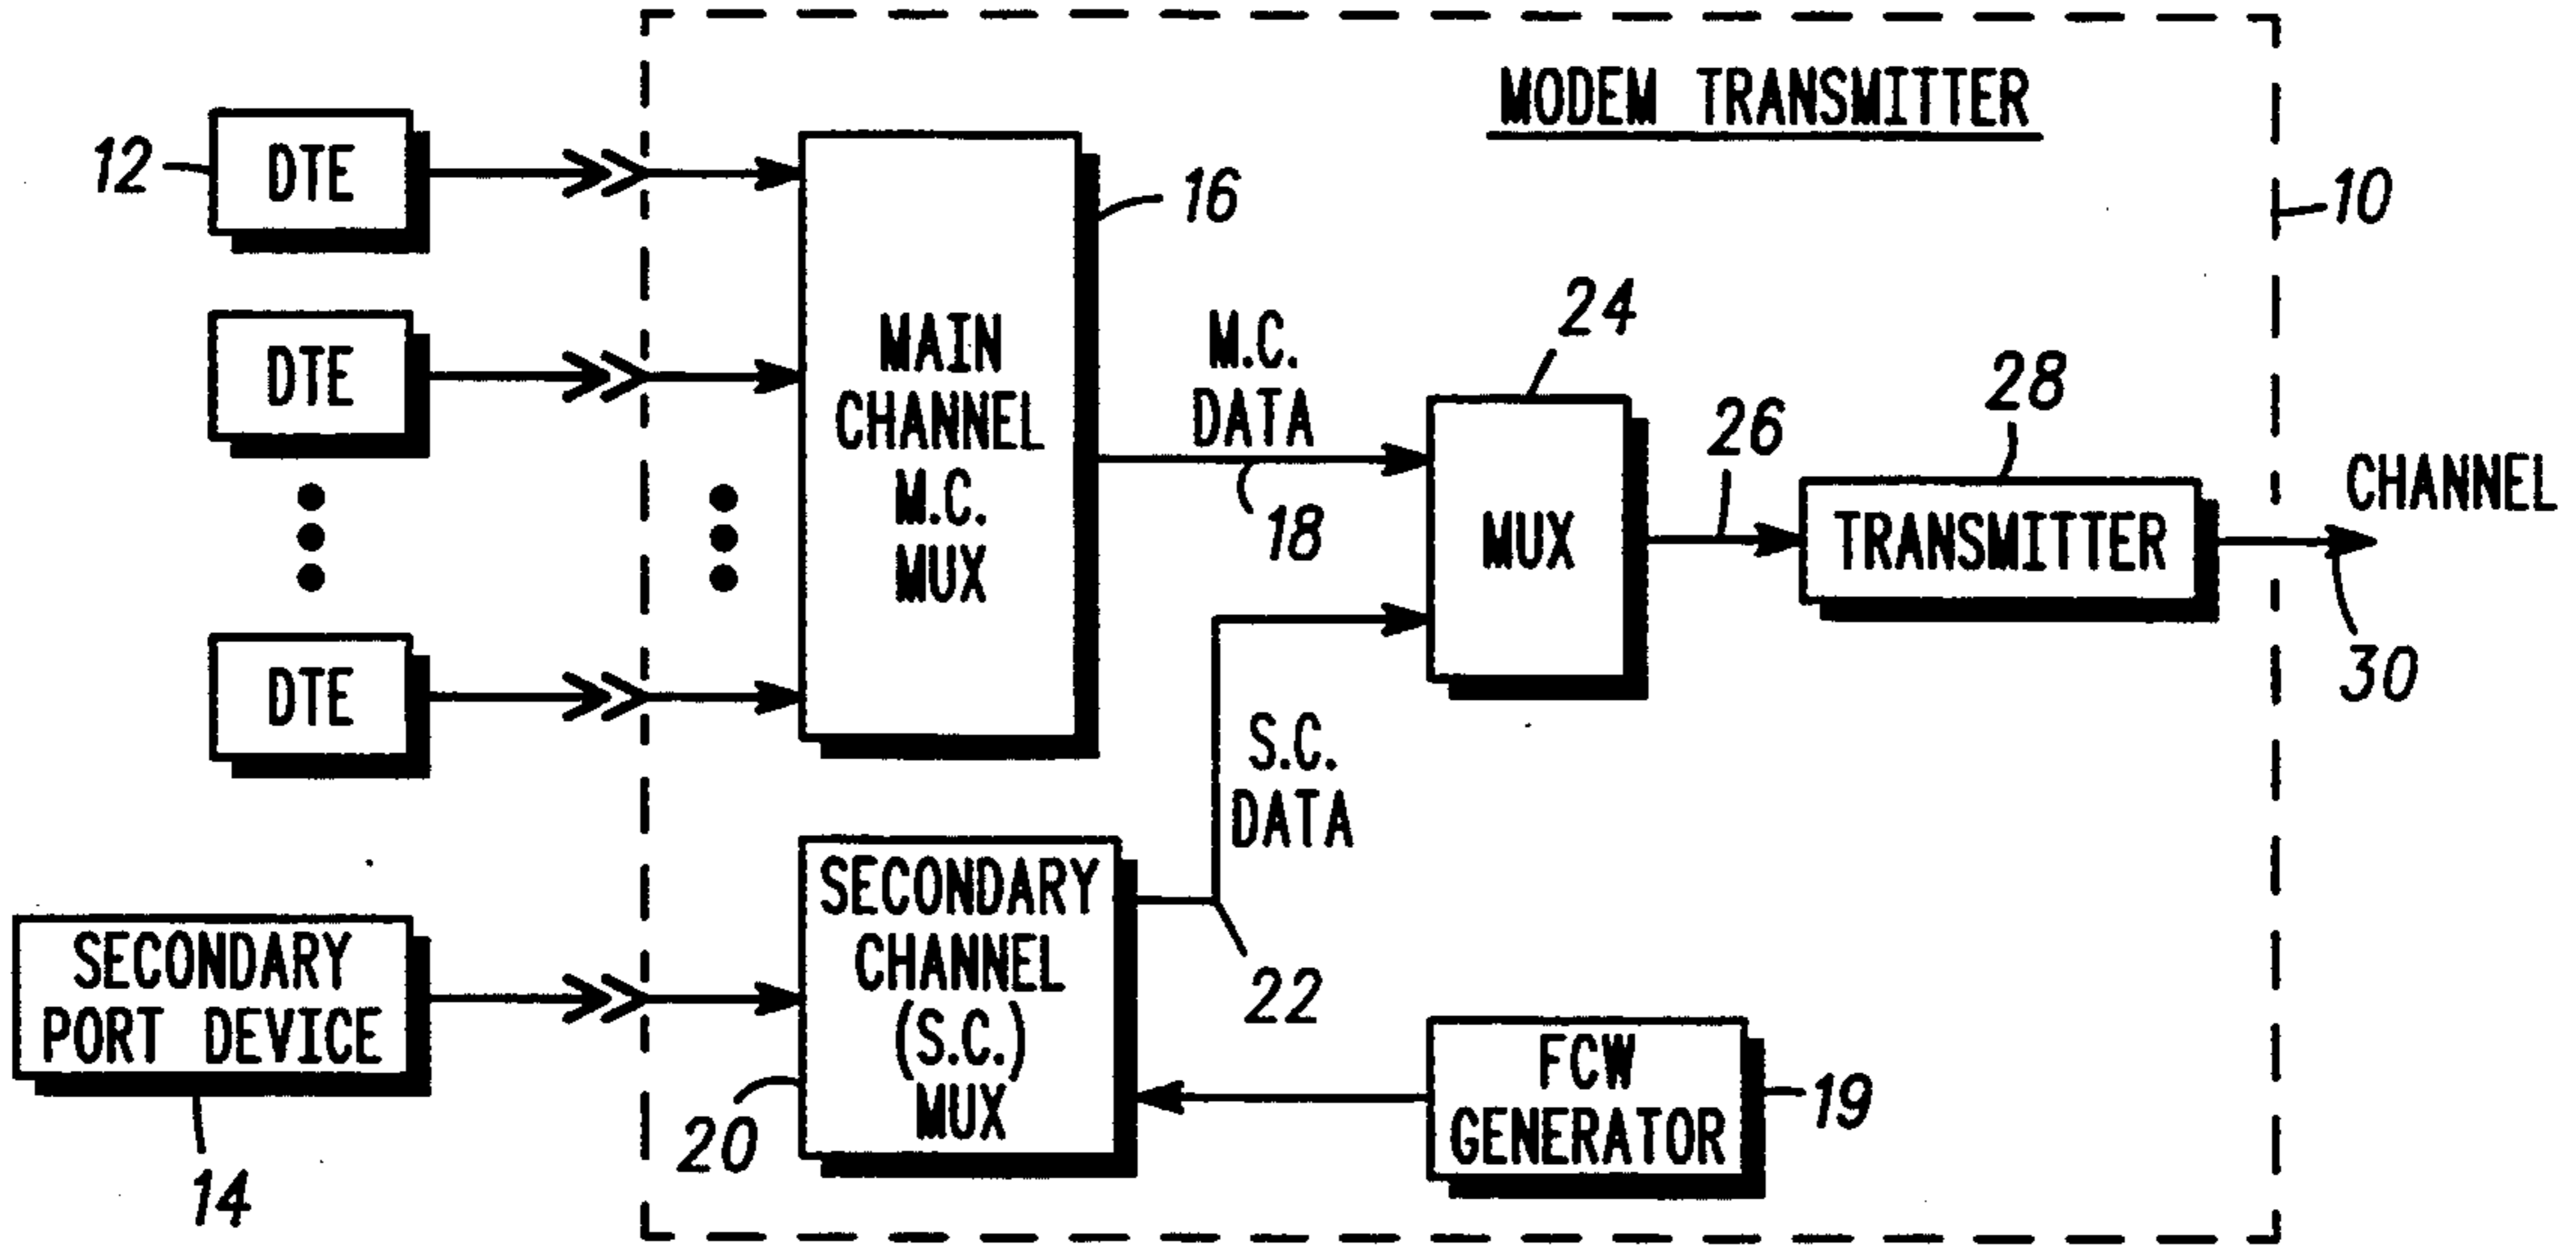 MODEM TRANSMITTER
10
12
DTE
DTE
DTE
16
MAIN
CHANNEL
M.C.
MUX
M.C.
DATA
18
24
MUX
26
28
TRANSMITTER
CHANNEL
30
S.C.
DATA
22
SECONDARY
PORT DEVICE
14
SECONDARY
CHANNEL
(S.C.)
MUX
20
FCW
GENERATOR
19